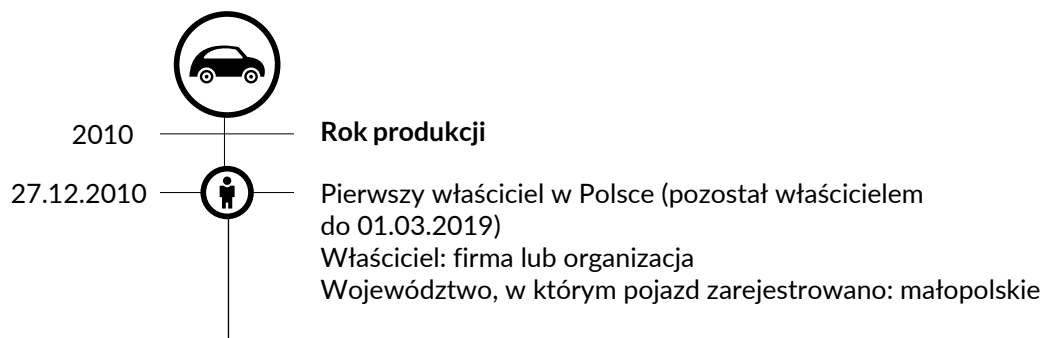 2010
Rok produkcji
27.12.2010
Pierwszy właściciel w Polsce (pozostał właścicielem
do 01.03.2019)
Właściciel: firma lub organizacja
Województwo, w którym pojazd zarejestrowano: małopolskie